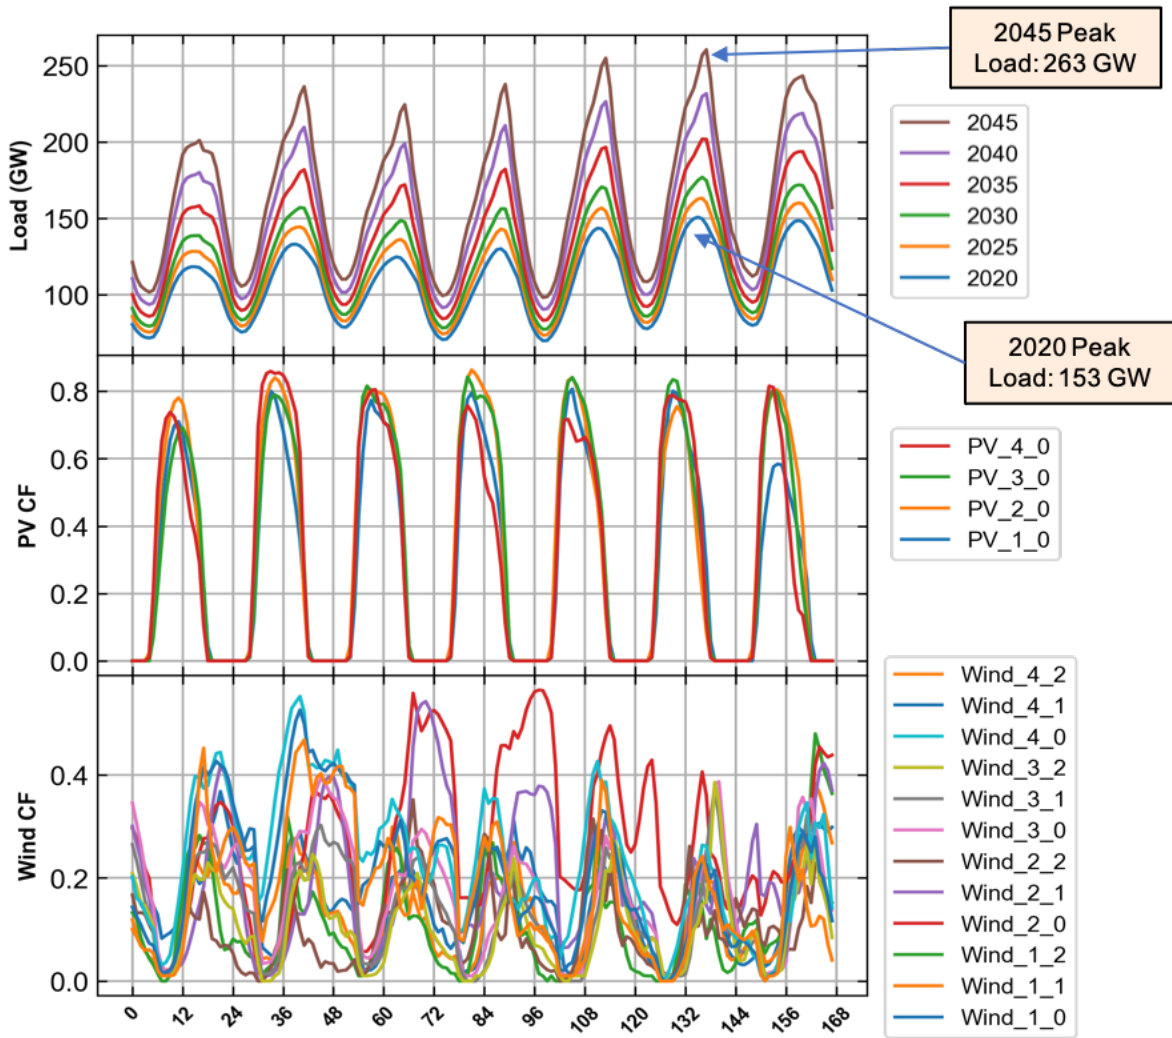 2045 Peak
Load: 263 GW
250
200
150
100
Load (GW)
2045
2040
2035
2030
2025
2020
2020 Peak
Load: 153 GW
0.8
0.6
0.4
0.2
0.0
PV CF
PV_4_0
PV_3_0
PV_2_0
PV_1_0
0.4
0.2
0.0
Wind CF
Wind_4_2
Wind_4_1
Wind_4_0
Wind_3_2
Wind_3_1
Wind_3_0
Wind_2_2
Wind_2_1
Wind_2_0
Wind_1_2
Wind_1_1
Wind_1_0
0 12 24 36 48 60 72 84 96 108 120 132 144 156 168